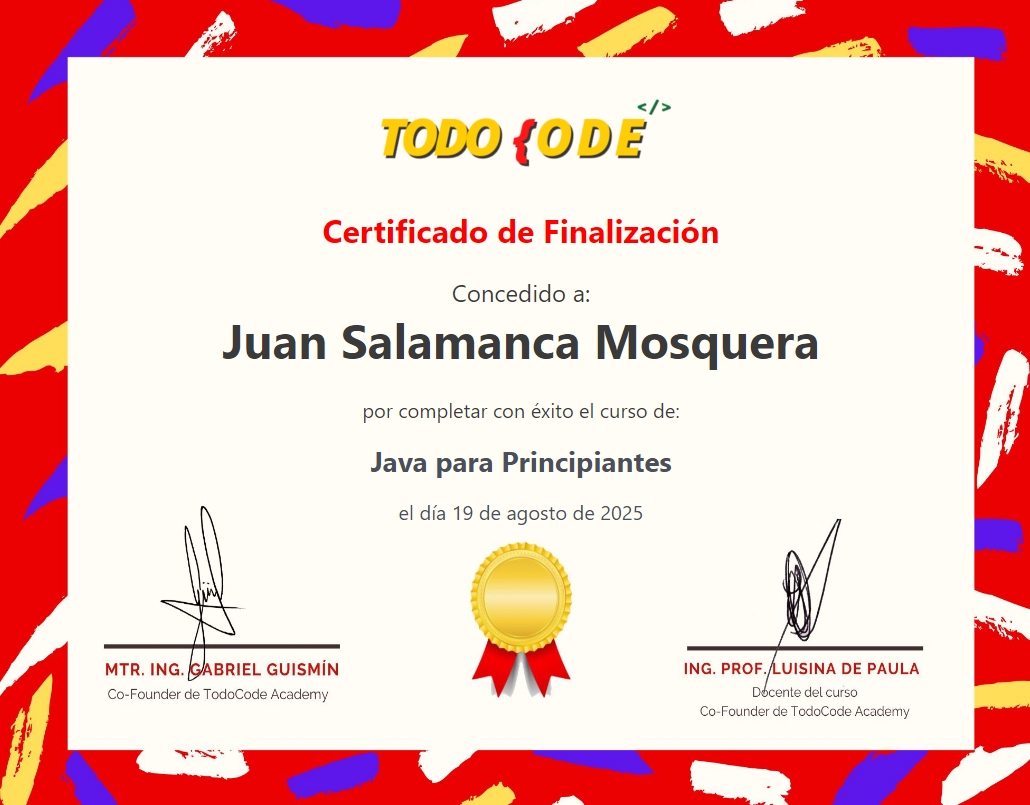 </>
TODO {ODE
Certificado de Finalización
Concedido a:
Juan Salamanca Mosquera
por completar con éxito el curso de:
Java para Principiantes
el día 19 de agosto de 2025
MTR. ING. GABRIEL GUISMÍN
Co-Founder de TodoCode Academy
ING. PROF. LUISINA DE PAULA
Docente del curso
Co-Founder de TodoCode Academy